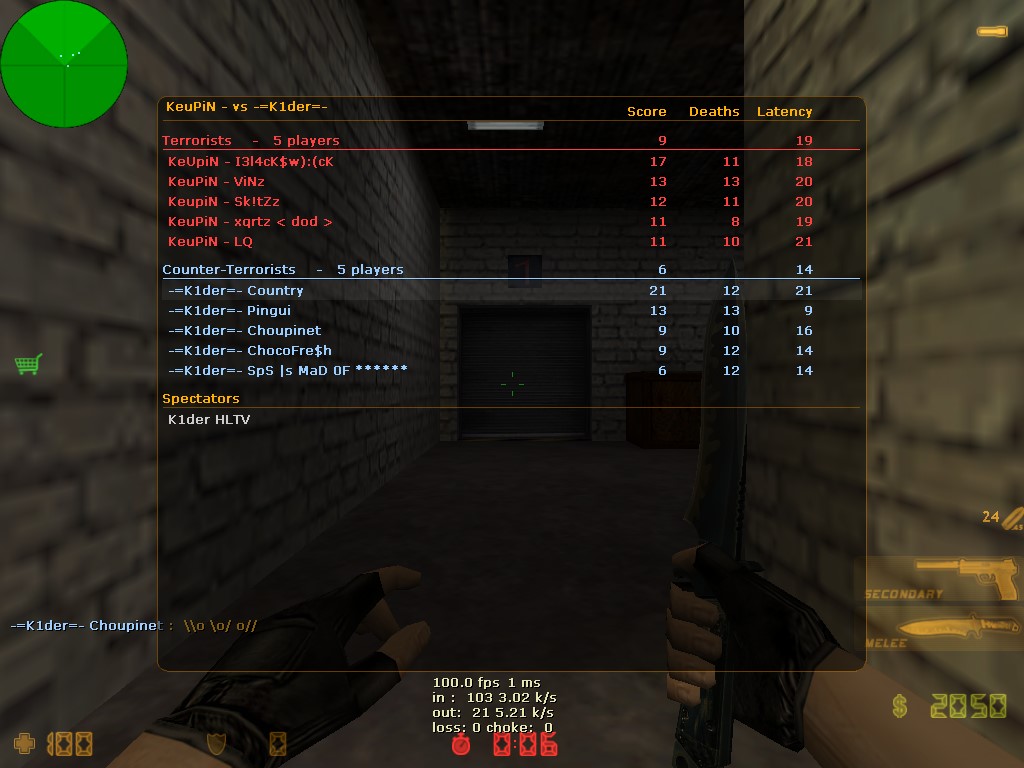 KeuPiN - vs -=K1der=-
Score Deaths Latency
Terrorists - 5 players 9 19
KeUpiN - I3l4cK$w):(cK 17 11 18
KeuPiN - ViNz 13 13 20
KeupiN - Sk!tZz 12 11 20
KeuPiN - xqrtz < dod > 11 8 19
KeuPiN - LQ 11 10 21
Counter-Terrorists - 5 players 6 14
-=K1der=- Country 21 12 21
-=K1der=- Pingui 13 13 9
-=K1der=- Choupinet 9 10 16
-=K1der=- ChocoFre$h 9 12 14
-=K1der=- SpS |s MaD 0F ****** 6 12 14
Spectators
K1der HLTV
24
SECONDARY
-=K1der=- Choupinet : \\o \o/ o//
MELEE
100.0 fps 1 ms
in : 103 3.02 k/s
out: 21 5.21 k/s
loss: 0 choke: 0
$ 2050
100 0 0:06